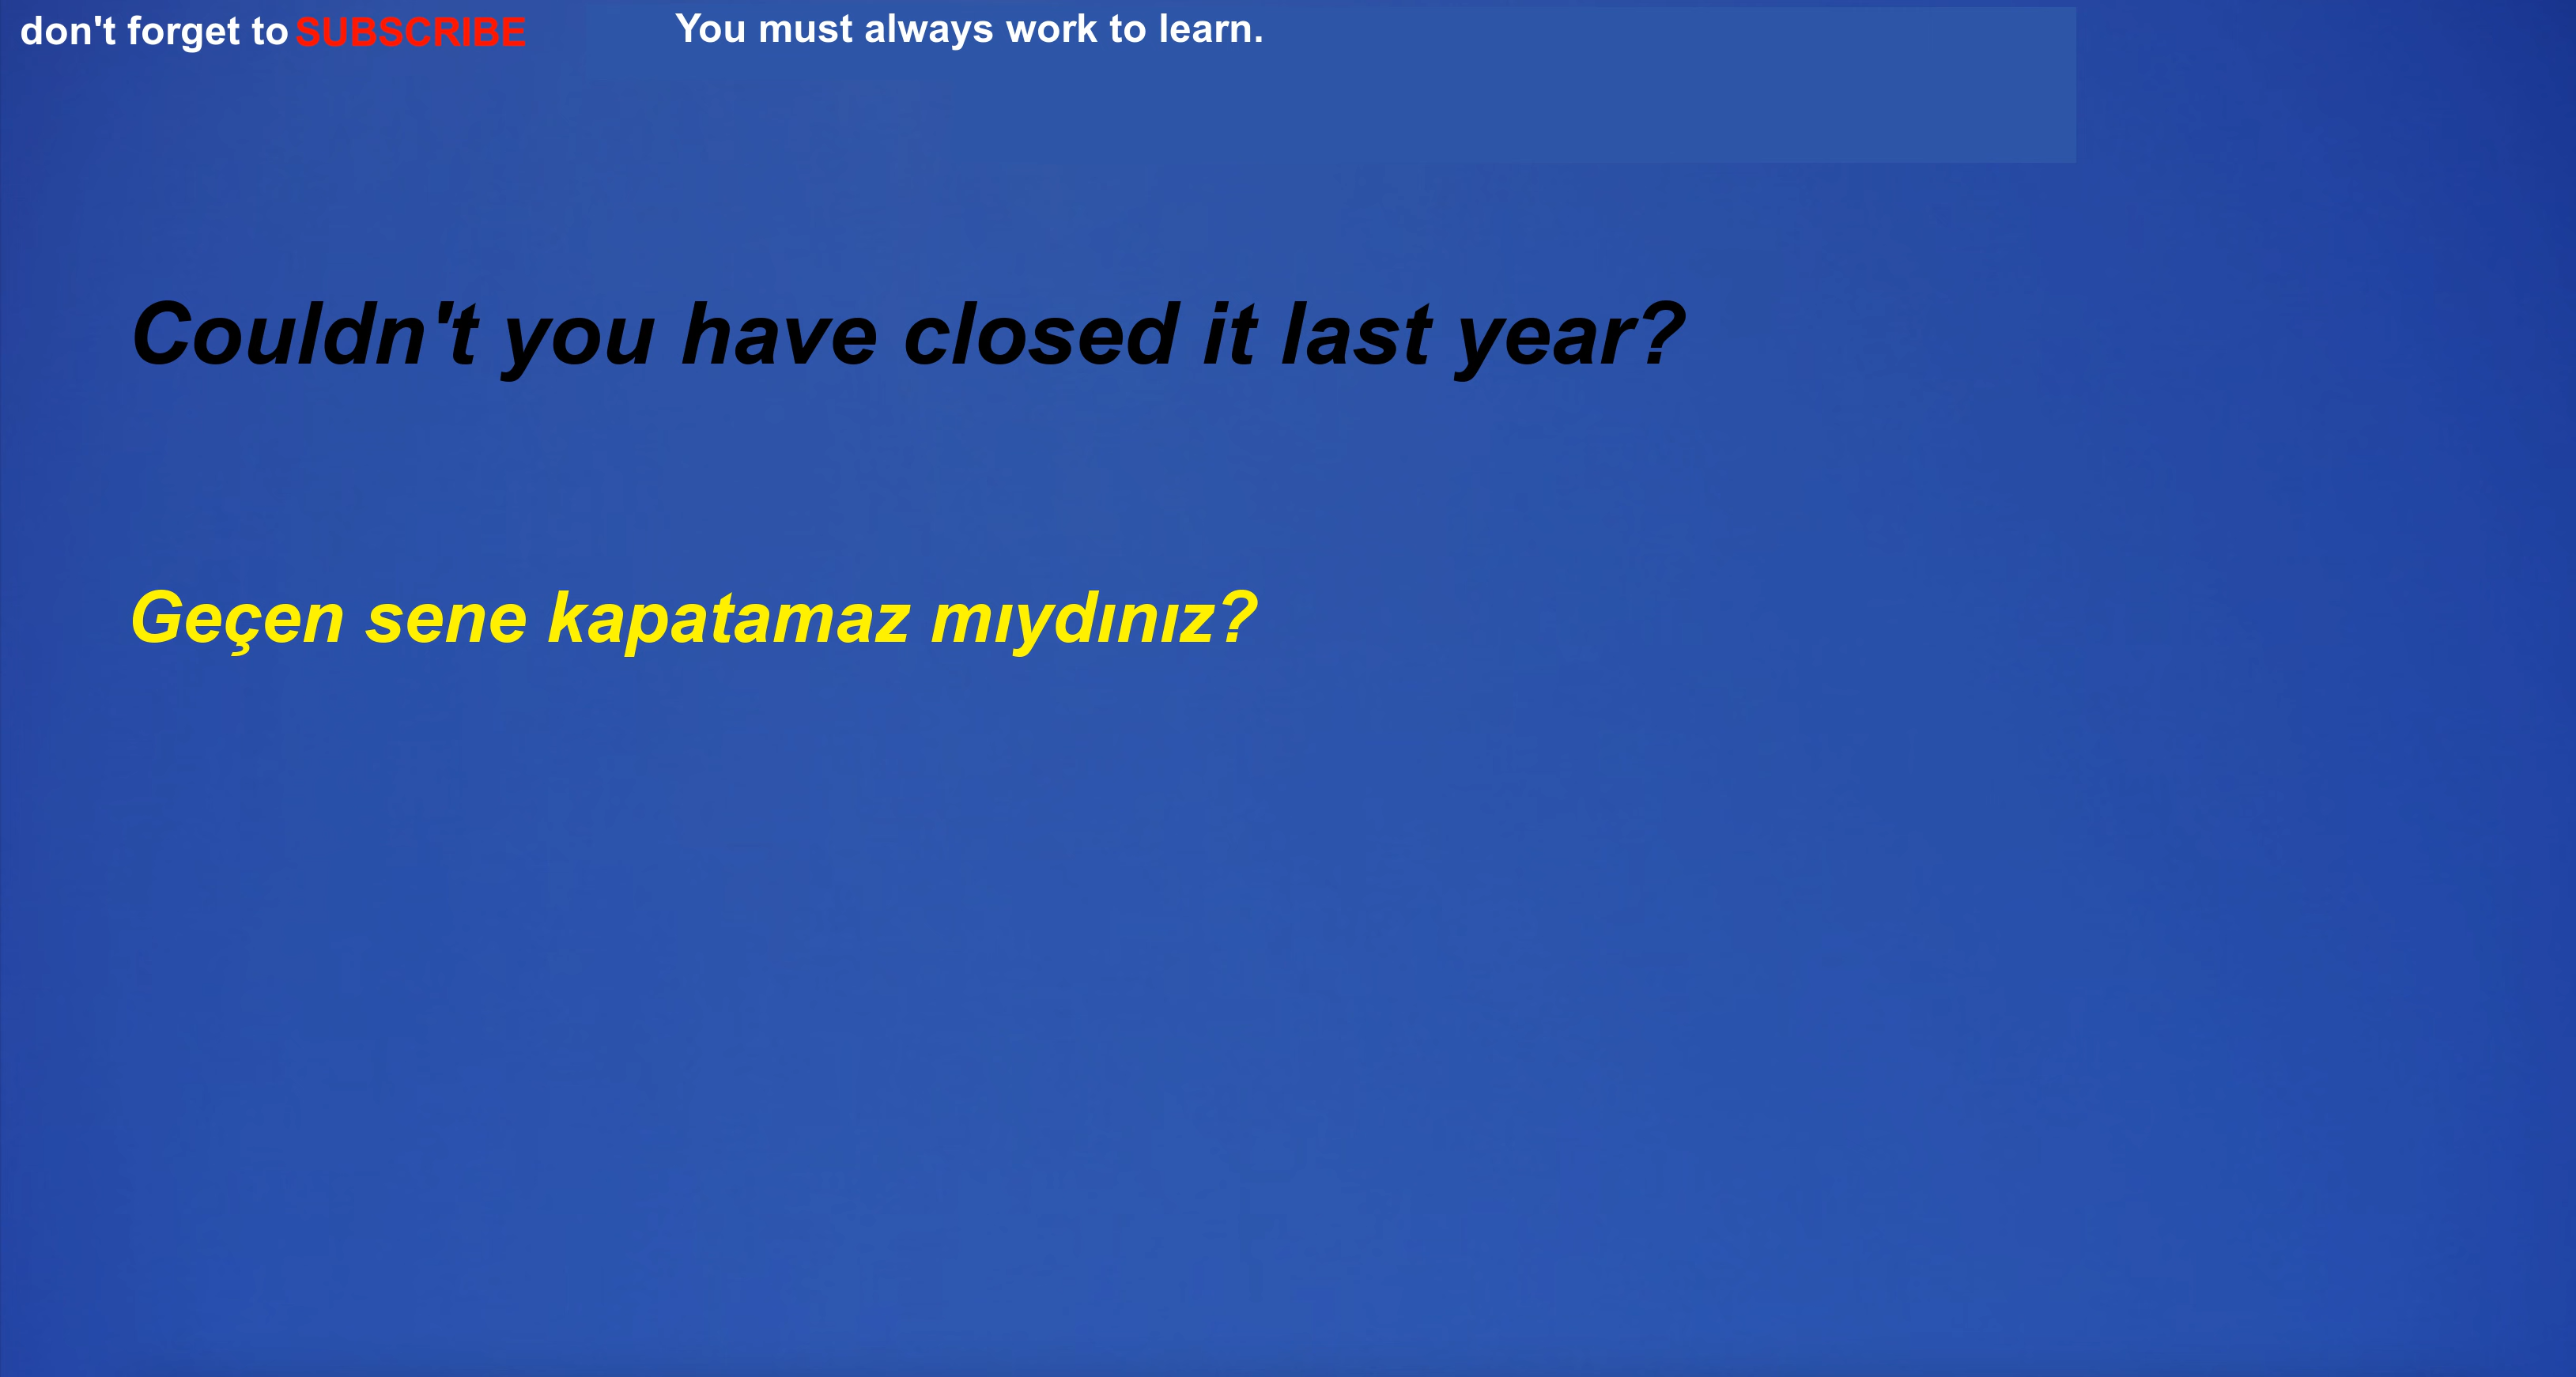 don't forget to SUBSCRIBE
You must always work to learn.
Couldn't you have closed it last year?
Geçen sene kapatamaz mıydınız?